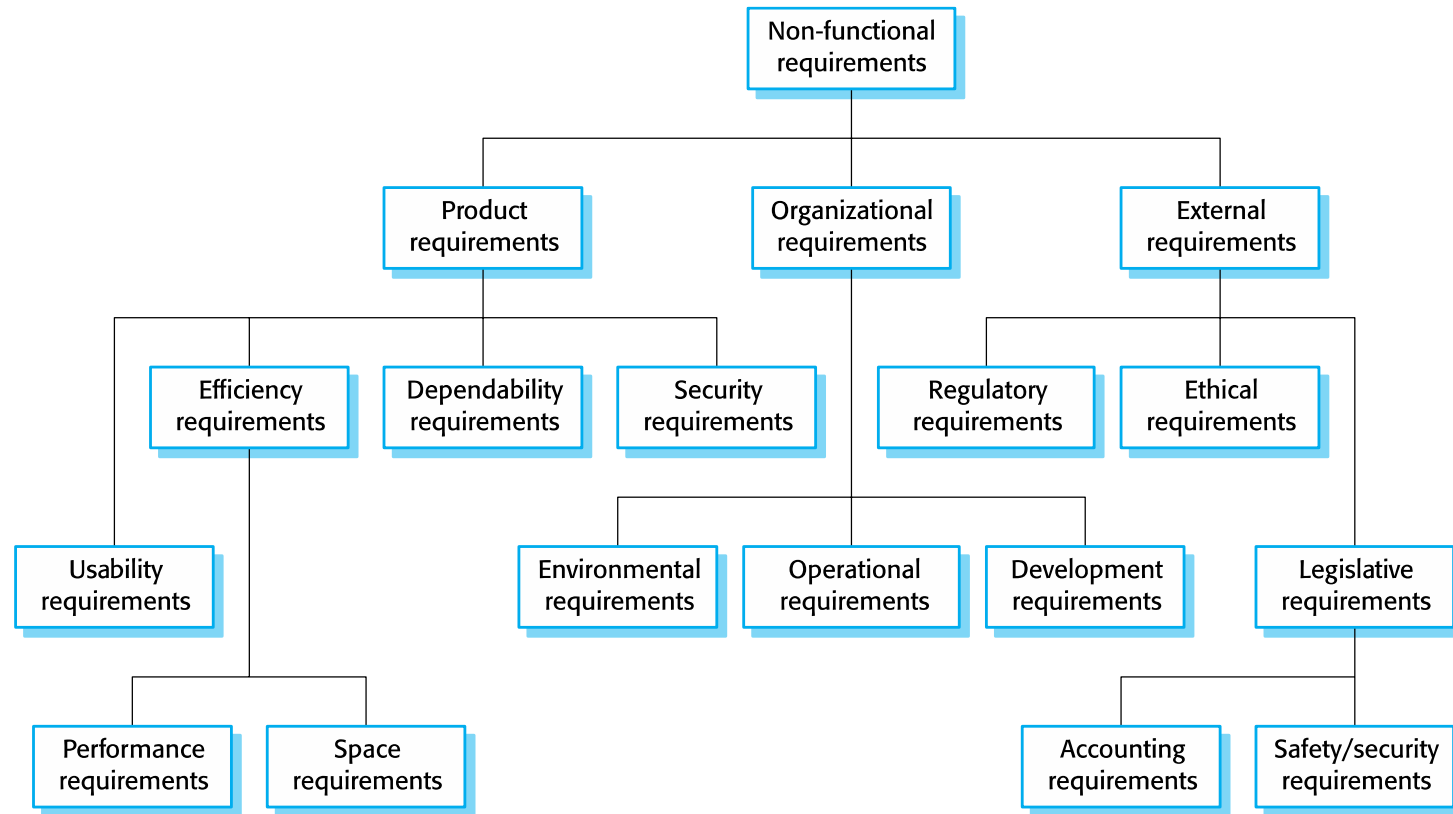 Non-functional
requirements
Product
requirements
Organizational
requirements
External
requirements
Efficiency
requirements
Dependability
requirements
Security
requirements
Regulatory
requirements
Ethical
requirements
Usability
requirements
Environmental
requirements
Operational
requirements
Development
requirements
Legislative
requirements
Performance
requirements
Space
requirements
Accounting
requirements
Safety/security
requirements